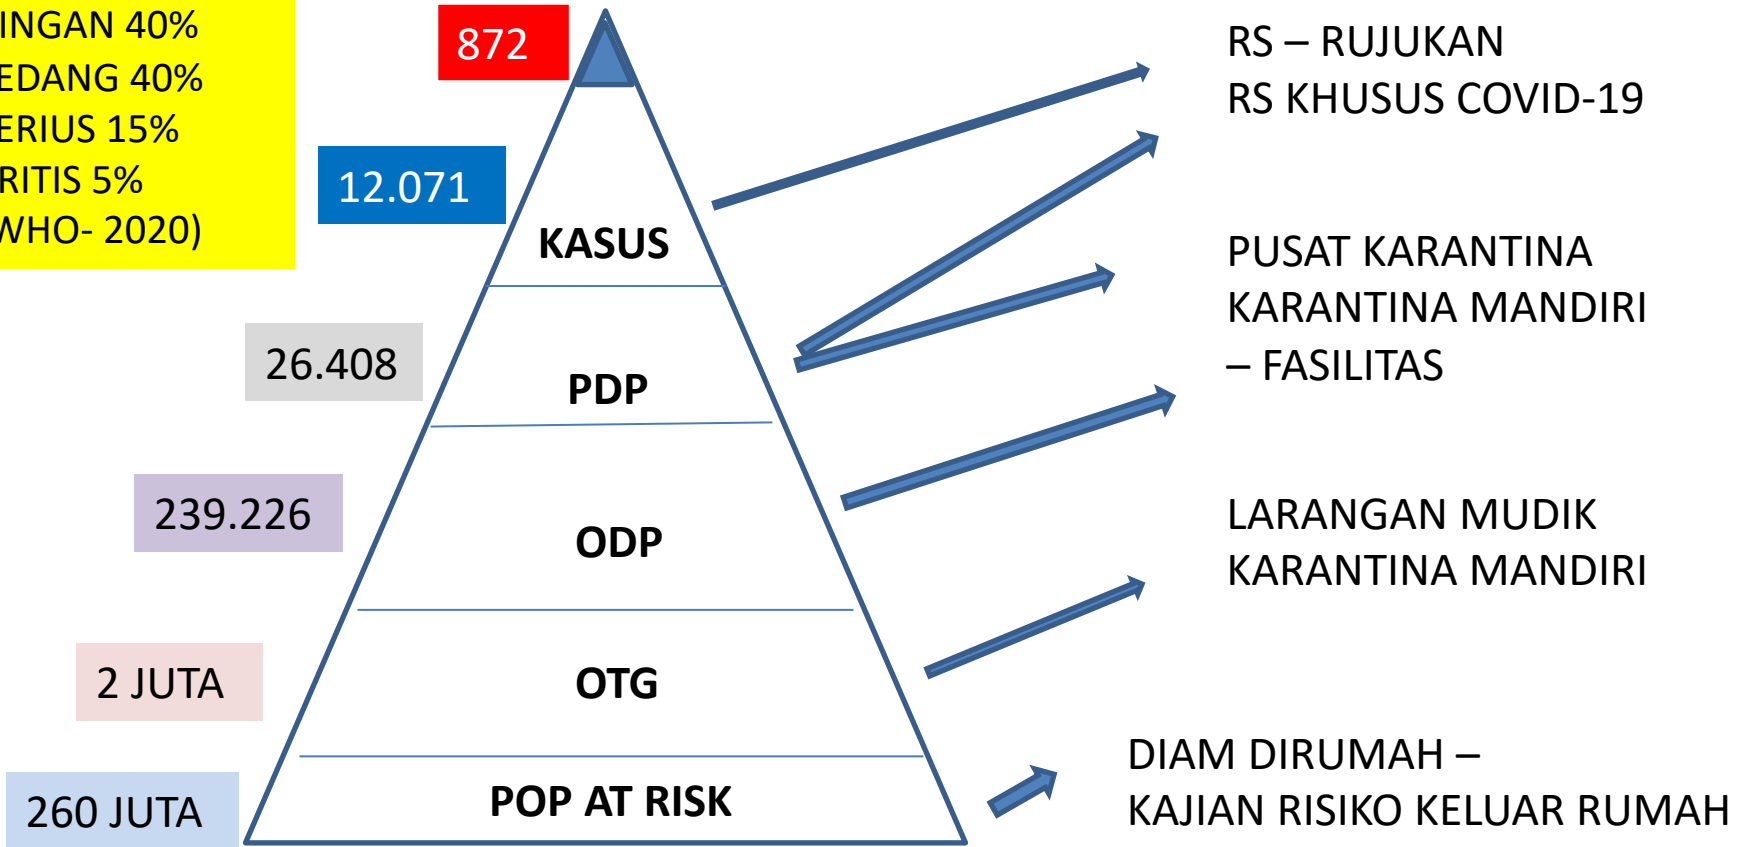 INGAN 40%
EDANG 40%
ERIUS 15%
RITIS 5%
WHO- 2020)
872
12.071
KASUS
26.408
PDP
239.226
ODP
2 JUTA
OTG
260 JUTA
POP AT RISK
RS – RUJUKAN
RS KHUSUS COVID-19
PUSAT KARANTINA
KARANTINA MANDIRI
– FASILITAS
LARANGAN MUDIK
KARANTINA MANDIRI
DIAM DIRUMAH –
KAJIAN RISIKO KELUAR RUMAH